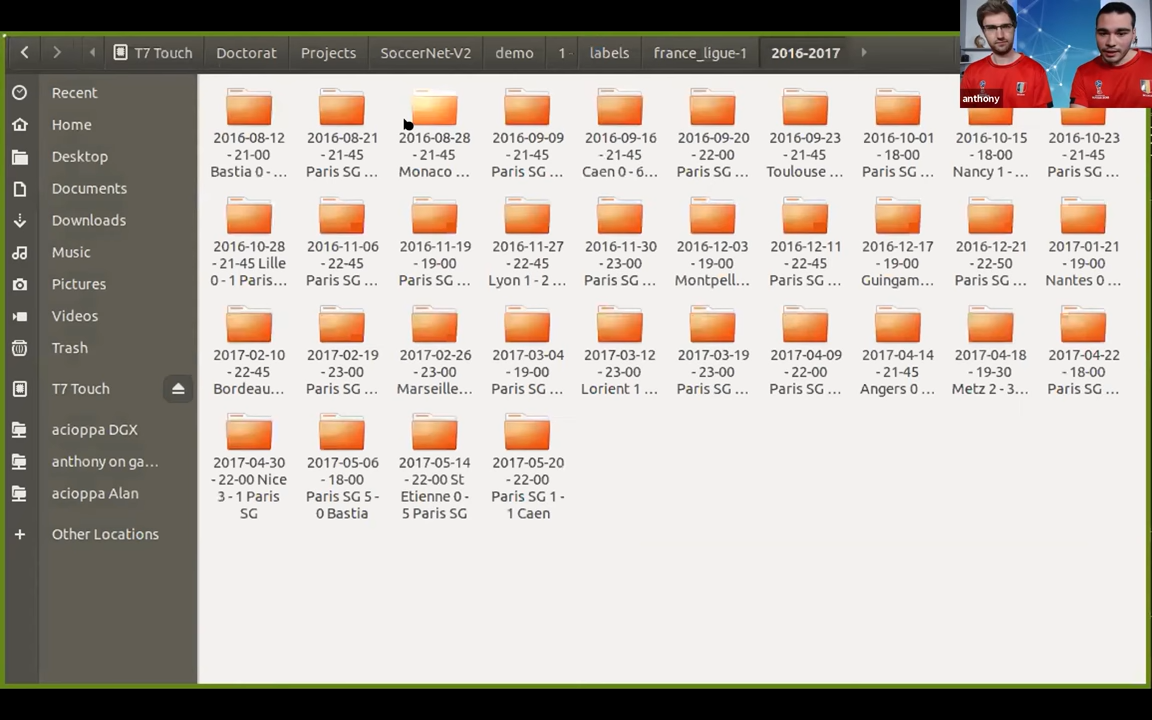 T7 Touch Doctorat Projects SoccerNet-V2 demo 1 labels france_ligue-1 2016-2017
anthony
Recent
Home
Desktop
Documents
Downloads
Music
Pictures
Videos
Trash
T7 Touch
acioppa DGX
anthony on ga...
acioppa Alan
+ Other Locations
2016-08-12 2016-08-21 2016-08-28 2016-09-09 2016-09-16 2016-09-20 2016-09-23 2016-10-01 2016-10-15 2016-10-23
- 21-00 - 21-45 - 21-45 - 21-45 - 21-45 - 22-00 - 21-45 - 18-00 - 18-00 - 21-45
Bastia 0 - ... Paris SG ... Monaco ... Paris SG ... Caen 0 - 6... Paris SG ... Toulouse ... Paris SG ... Nancy 1 - ... Paris SG ...
2016-10-28 2016-11-06 2016-11-19 2016-11-27 2016-11-30 2016-12-03 2016-12-11 2016-12-17 2016-12-21 2017-01-21
- 21-45 Lille - 22-45 - 19-00 - 22-45 - 23-00 - 19-00 - 22-45 - 19-00 - 22-50 - 19-00
0 - 1 Paris... Paris SG ... Paris SG ... Lyon 1 - 2 ... Paris SG ... Montpell... Paris SG ... Guingam... Paris SG ... Nantes 0 ...
2017-02-10 2017-02-19 2017-02-26 2017-03-04 2017-03-12 2017-03-19 2017-04-09 2017-04-14 2017-04-18 2017-04-22
- 22-45 - 23-00 - 23-00 - 19-00 - 23-00 - 23-00 - 22-00 - 21-45 - 19-30 - 18-00
Bordeau... Paris SG ... Marseille... Paris SG ... Lorient 1 ... Paris SG ... Paris SG ... Angers 0 ... Metz 2 - 3... Paris SG ...
2017-04-30 2017-05-06 2017-05-14 2017-05-20
- 22-00 Nice - 18-00 - 22-00 St - 22-00
3 - 1 Paris Paris SG 5 - Etienne 0 - Paris SG 1 -
SG 0 Bastia 5 Paris SG 1 Caen